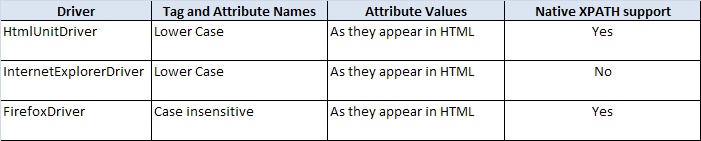 Driver Tag and Attribute Names Attribute Values Native XPATH support
HtmlUnitDriver Lower Case As they appear in HTML Yes
InternetExplorerDriver Lower Case As they appear in HTML No
FirefoxDriver Case insensitive As they appear in HTML Yes